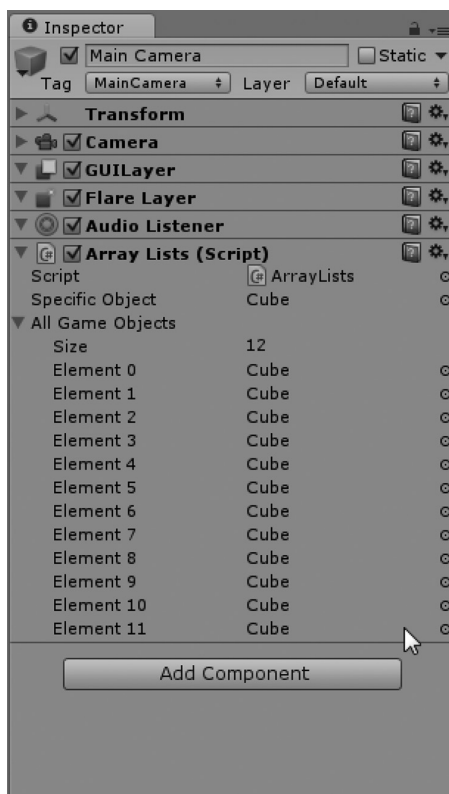 Inspector
Main Camera Static
Tag MainCamera Layer Default
Transform
Camera
GUILayer
Flare Layer
Audio Listener
Array Lists (Script)
Script ArrayLists
Specific Object Cube
All Game Objects
Size 12
Element 0 Cube
Element 1 Cube
Element 2 Cube
Element 3 Cube
Element 4 Cube
Element 5 Cube
Element 6 Cube
Element 7 Cube
Element 8 Cube
Element 9 Cube
Element 10 Cube
Element 11 Cube
Add Component